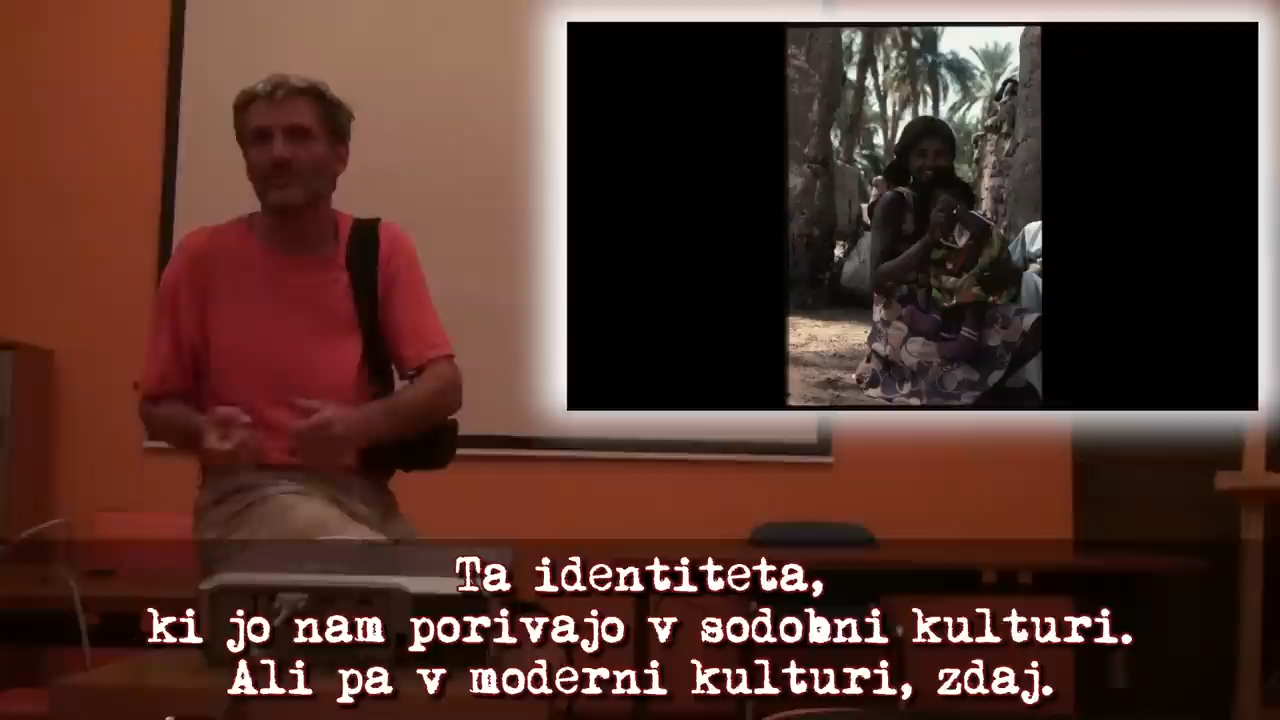 Ta identiteta,
ki jo nam porivajo v sodobni kulturi.
Ali pa v moderni kulturi, zdaj.